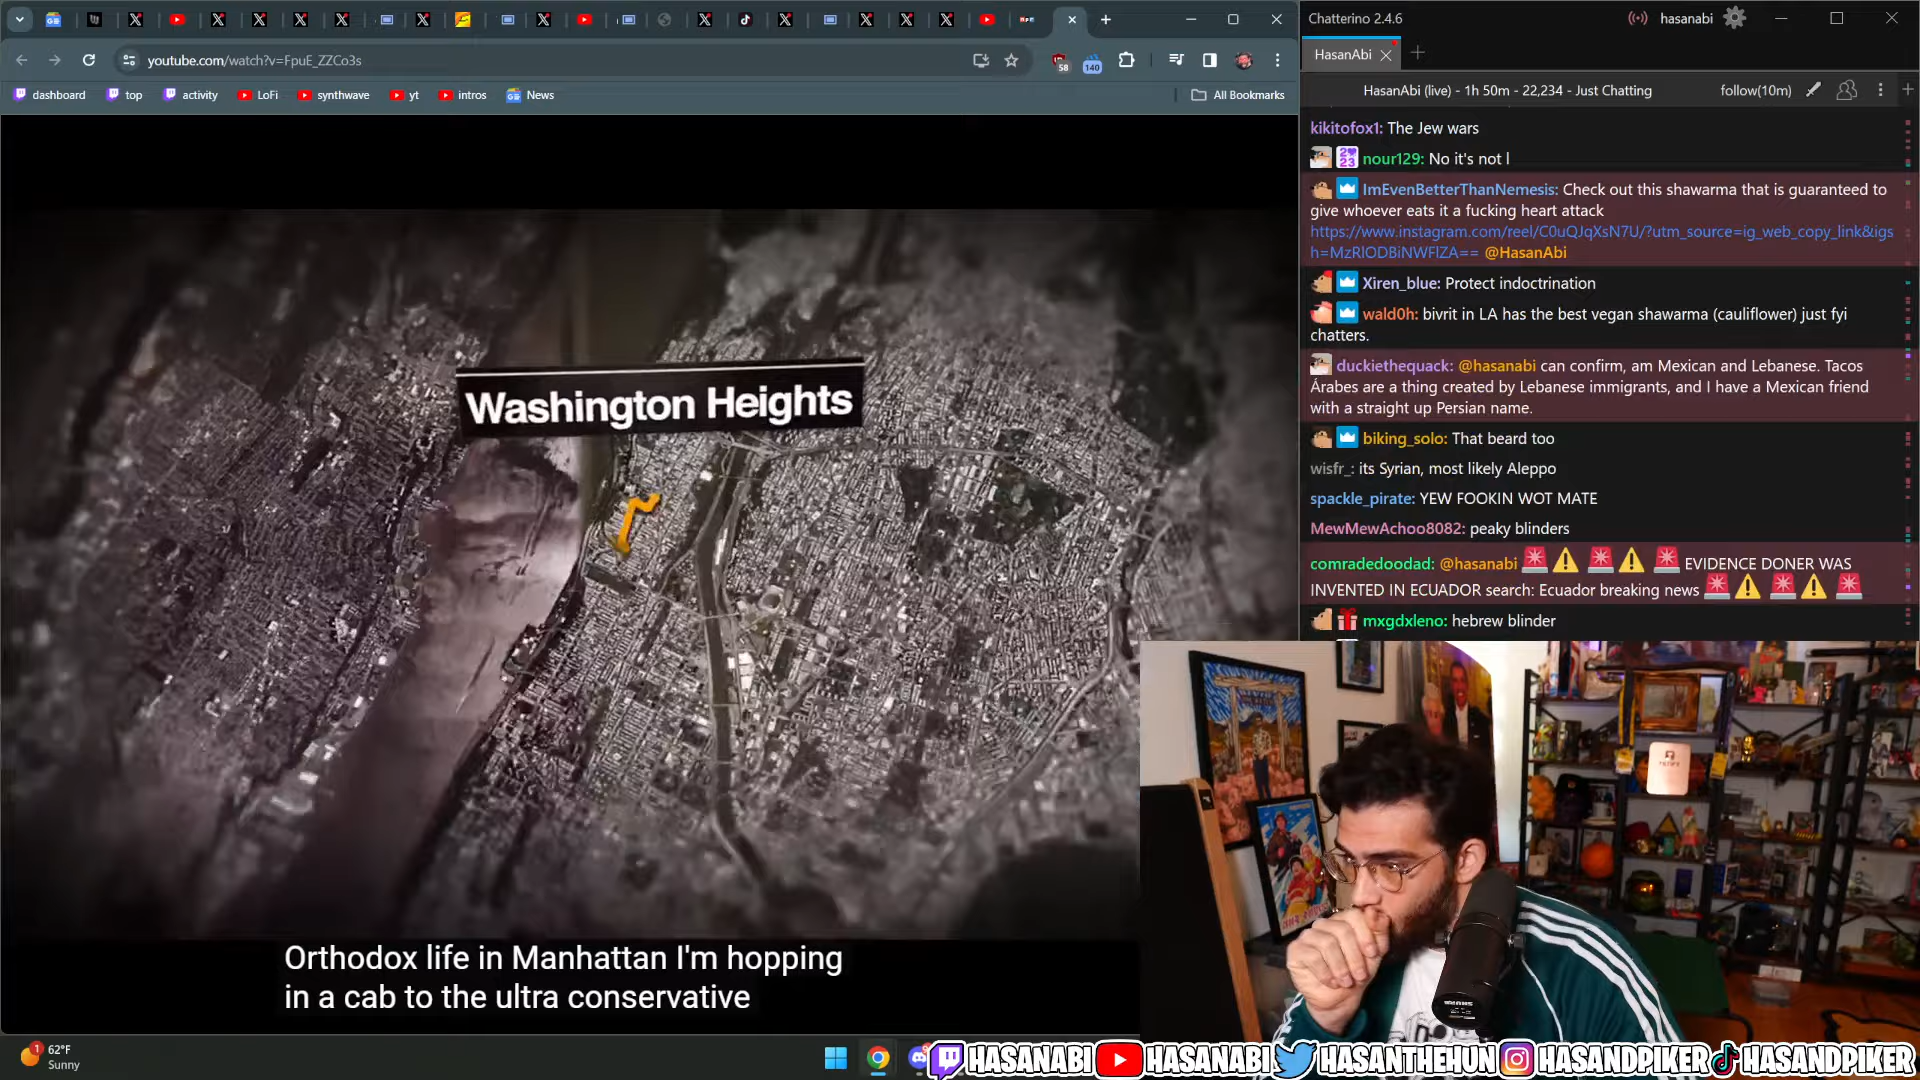 youtube.com/watch?v=FpuE_ZZCo3s
58
140
dashboard
top
activity
LoFi
synthwave
yt
intros
News
All Bookmarks
Washington Heights
Orthodox life in Manhattan I'm hopping
in a cab to the ultra conservative
Chatterino 2.4.6
hasanabi
HasanAbi
HasanAbi (live) - 1h 50m - 22,234 - Just Chatting
follow(10m)
kikitofox1: The Jew wars
nour129: No it's not l
ImEvenBetterThanNemesis: Check out this shawarma that is guaranteed to
give whoever eats it a fucking heart attack
https://www.instagram.com/reel/C0uQJqXsN7U/?utm_source=ig_web_copy_link&igs
h=MzRlODBiNWFlZA== @HasanAbi
Xiren_blue: Protect indoctrination
wald0h: bivrit in LA has the best vegan shawarma (cauliflower) just fyi
chatters.
duckiethequack: @hasanabi can confirm, am Mexican and Lebanese. Tacos
Árabes are a thing created by Lebanese immigrants, and I have a Mexican friend
with a straight up Persian name.
biking_solo: That beard too
wisfr_: its Syrian, most likely Aleppo
spackle_pirate: YEW FOOKIN WOT MATE
MewMewAchoo8082: peaky blinders
comradedoodad: @hasanabi EVIDENCE DONER WAS
INVENTED IN ECUADOR search: Ecuador breaking news
mxgdxleno: hebrew blinder
1
62°F
Sunny
HASANABI
HASANABI
HASANTHEHUN
HASANDPIKER
HASANDPIKER